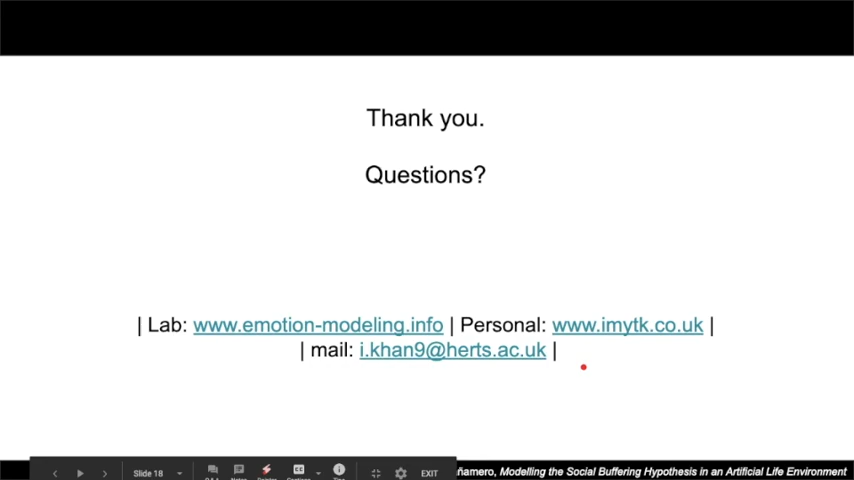 Thank you.
Questions?
| Lab: www.emotion-modeling.info | Personal: www.imytk.co.uk |
| mail: i.khan9@herts.ac.uk |
Slide 18
EXIT
ñamero, Modelling the Social Buffering Hypothesis in an Artificial Life Environment